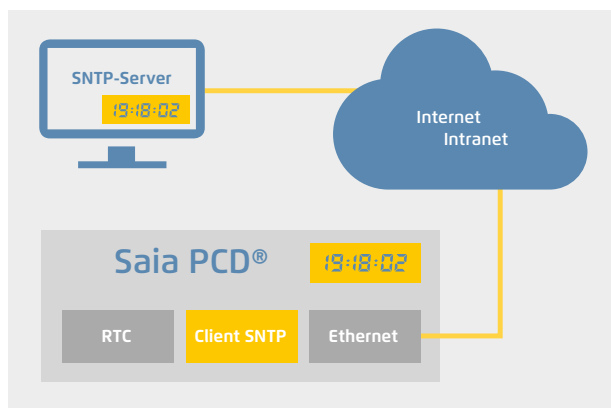 SNTP-Server
19:18:02
Internet
Intranet
Saia PCD®
19:18:02
RTC
Client SNTP
Ethernet